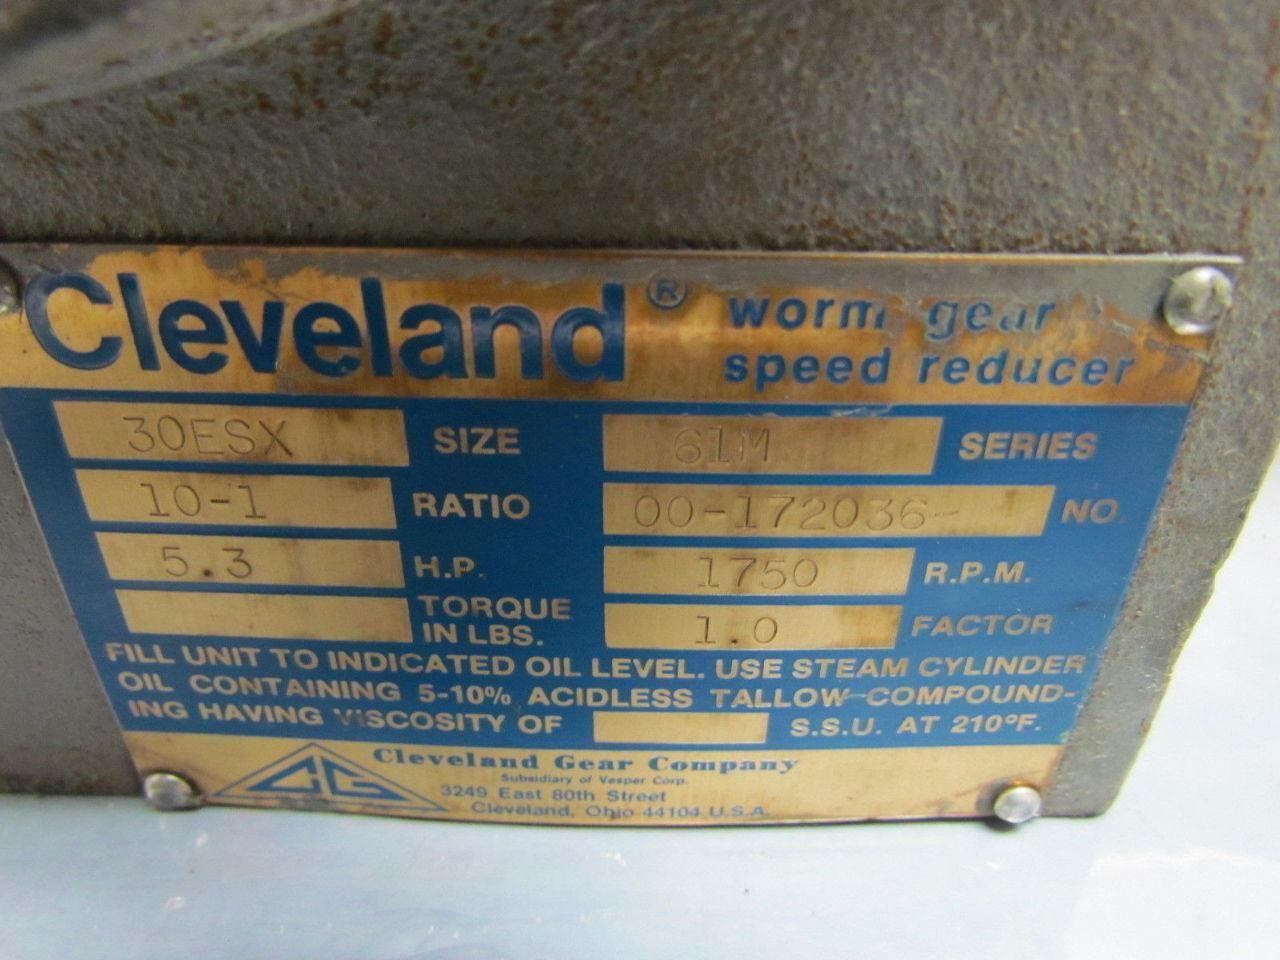 Cleveland® worm gear
speed reducer
30ESX SIZE 61M SERIES
10-1 RATIO 00-172036- NO.
5.3 H.P. 1750 R.P.M.
TORQUE
IN LBS. 1.0 FACTOR
FILL UNIT TO INDICATED OIL LEVEL. USE STEAM CYLINDER
OIL CONTAINING 5-10% ACIDLESS TALLOW COMPOUND-
ING HAVING VISCOSITY OF S.S.U. AT 210°F.
CG
Cleveland Gear Company
Subsidiary of Vesper Corp.
3249 East 80th Street
Cleveland, Ohio 44104 U.S.A.